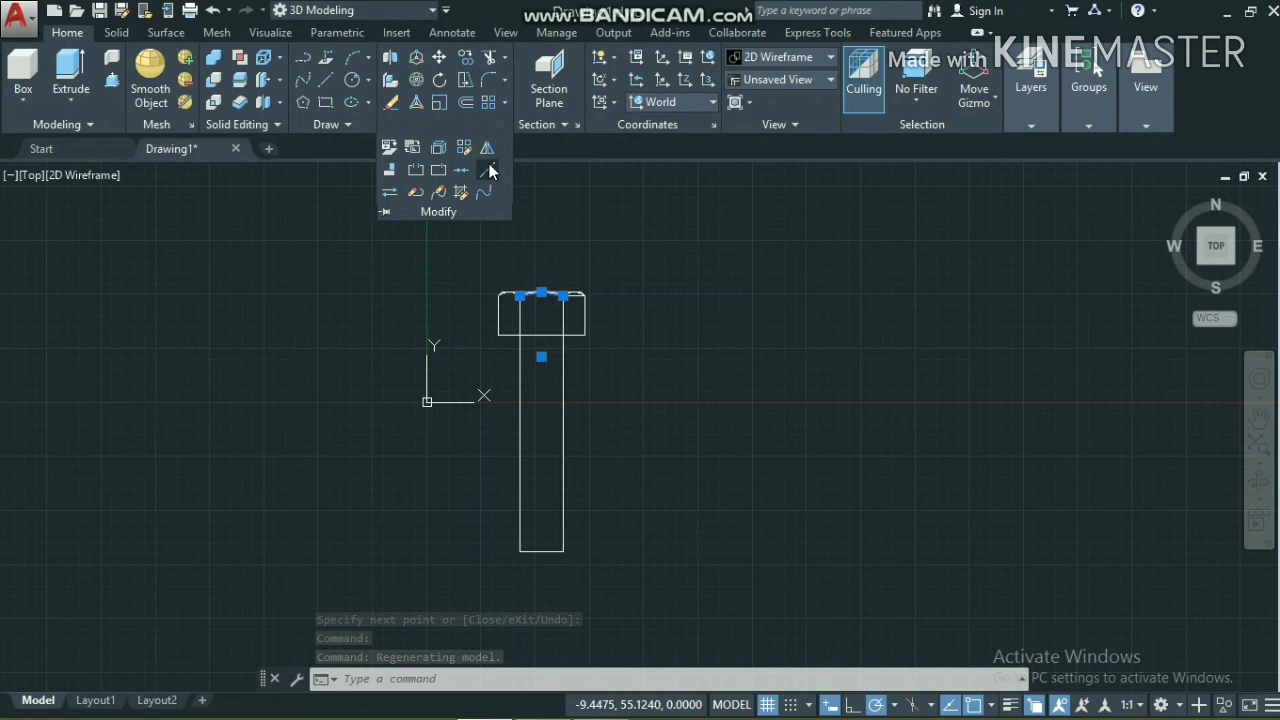 3D Modeling
Draw
www.BANDICAM.com
Type a keyword or phrase
Sign In
Home
Solid
Surface
Mesh
Visualize
Parametric
Insert
Annotate
View
Manage
Output
Add-ins
Collaborate
Express Tools
Featured Apps
Made with KINEMASTER
Box
Extrude
Smooth Object
Section Plane
World
2D Wireframe
Unsaved View
Culling
No Filter
Move Gizmo
Layers
Groups
View
Modeling
Mesh
Solid Editing
Draw
Section
Coordinates
View
Selection
Start
Drawing1*
[−][Top][2D Wireframe]
Modify
N
W
TOP
E
S
WCS
Y
X
Specify next point or [Close/eXit/Undo]:
Command:
Command: Regenerating model.
Type a command
Activate Windows
Go to PC settings to activate Windows.
Model
Layout1
Layout2
-9.4475, 55.1240, 0.0000
MODEL
1:1